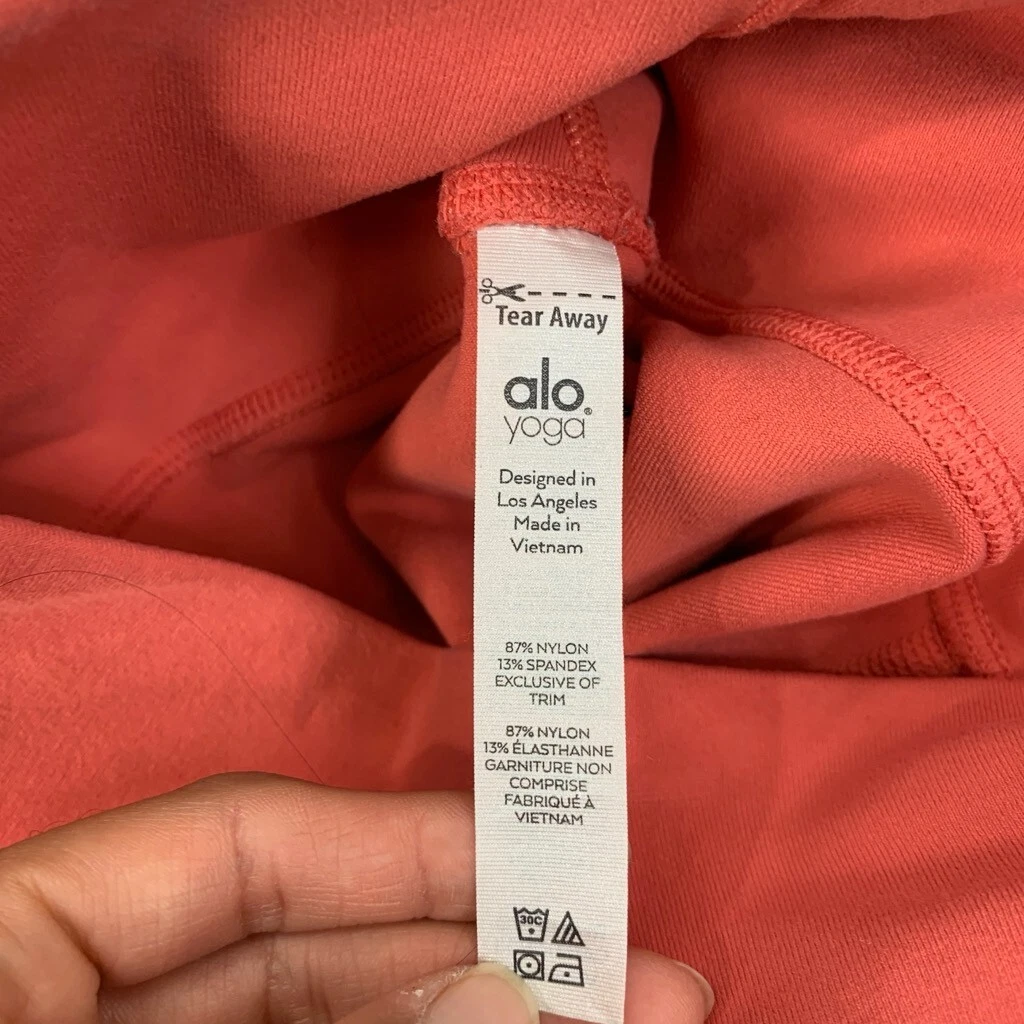 Tear Away
alo®
yoga
Designed in
Los Angeles
Made in
Vietnam
87% NYLON
13% SPANDEX
EXCLUSIVE OF
TRIM
87% NYLON
13% ÉLASTHANNE
GARNITURE NON
COMPRISE
FABRIQUÉ À
VIETNAM
30C